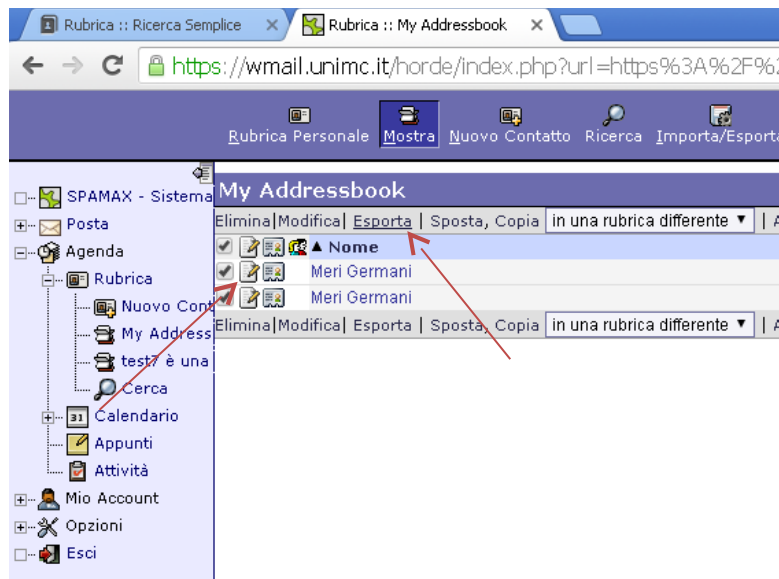 Rubrica :: Ricerca Semplice
Rubrica :: My Addressbook
https://wmail.unimc.it/horde/index.php?url=https%3A%2F%2F
Rubrica Personale Mostra Nuovo Contatto Ricerca Importa/Esporta
SPAMAX - Sistema
Posta
Agenda
Rubrica
Nuovo Cont
My Address
test7 è una
Cerca
31 Calendario
Appunti
Attività
Mio Account
Opzioni
Esci
My Addressbook
Elimina|Modifica| Esporta | Sposta, Copia in una rubrica differente ▼ | A
▲ Nome
Meri Germani
Meri Germani
Elimina|Modifica| Esporta | Sposta, Copia in una rubrica differente ▼ | A